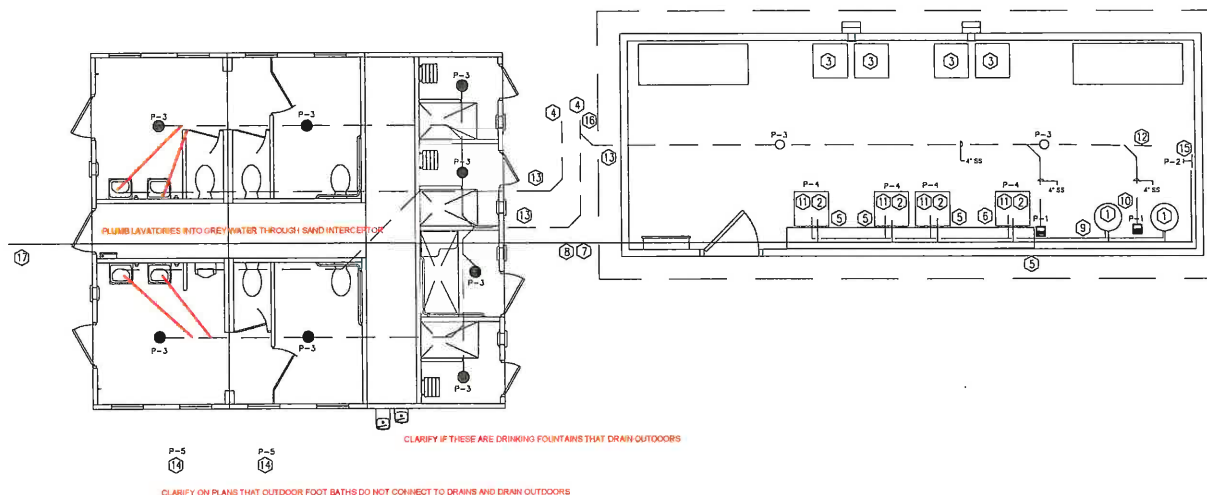 3 3 3 3
4
4
16
P-3 P-3
P-3
13
P-3 P-3
12
15
P-2
4" SS
4" SS
4" SS
P-4 P-4 P-4 P-4
11 2 11 2 11 2 11 2
5 5 5 6
P-1 P-1
10
1 1
9
13
13
P-3
PLUMB LAVATORIES INTO GREYWATER THROUGH SAND INTERCEPTOR
17
8 7
5
P-3
P-3 P-3
P-3
CLARIFY IF THESE ARE DRINKING FOUNTAINS THAT DRAIN OUTDOORS
P-5 P-5
14 14
CLARIFY ON PLANS THAT OUTDOOR FOOT BATHS DO NOT CONNECT TO DRAINS AND DRAIN OUTDOORS